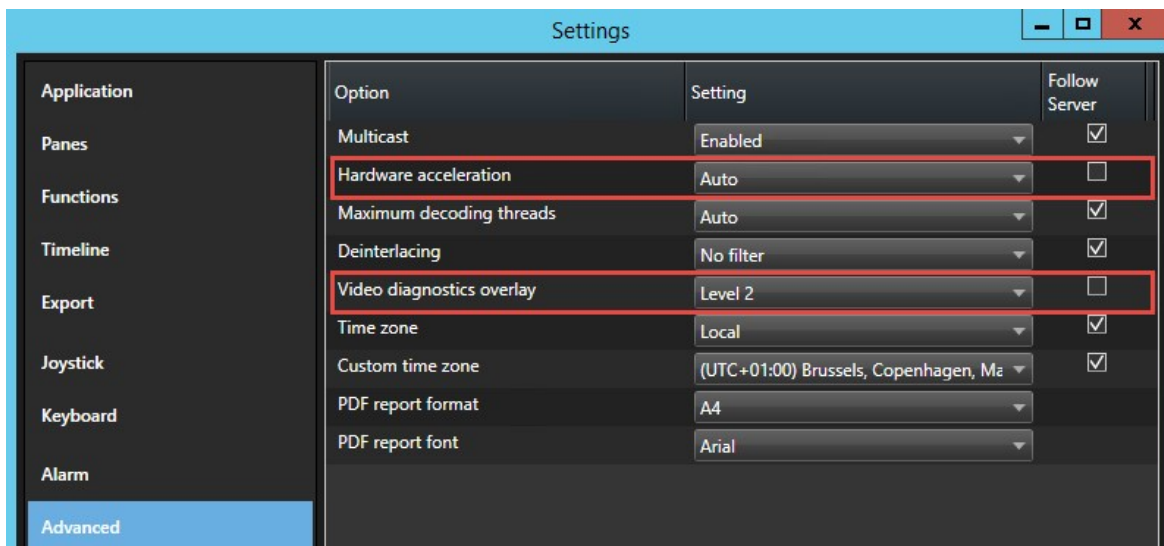 Settings
Application
Panes
Functions
Timeline
Export
Joystick
Keyboard
Alarm
Advanced
Option Setting Follow
Server
Multicast Enabled
Hardware acceleration Auto
Maximum decoding threads Auto
Deinterlacing No filter
Video diagnostics overlay Level 2
Time zone Local
Custom time zone (UTC+01:00) Brussels, Copenhagen, Ma
PDF report format A4
PDF report font Arial